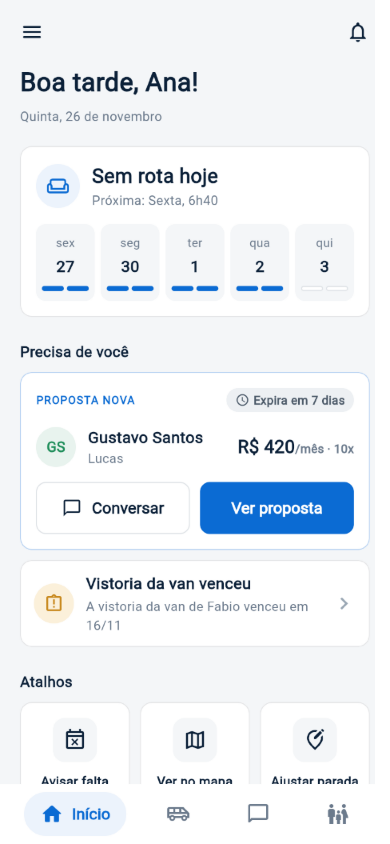 Boa tarde, Ana!
Quinta, 26 de novembro
Sem rota hoje
Próxima: Sexta, 6h40
sex seg ter qua qui
27 30 1 2 3
Precisa de você
PROPOSTA NOVA Expira em 7 dias
GS Gustavo Santos R$ 420/mês · 10x
Lucas
Conversar Ver proposta
Vistoria da van venceu
A vistoria da van de Fabio venceu em
16/11
Atalhos
Avisar falta Ver no mapa Ajustar parada
Início